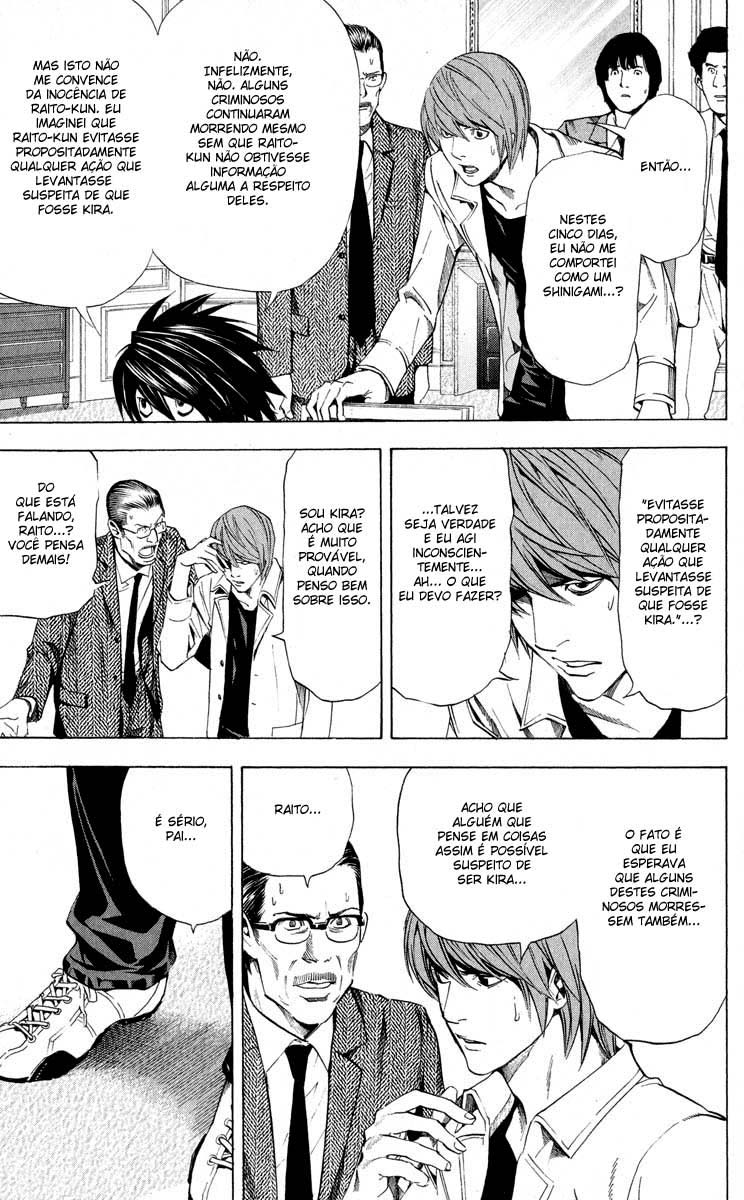 ENTÃO...
NESTES
CINCO DIAS,
EU NÃO ME
COMPORTEI
COMO UM
SHINIGAMI...?
NÃO.
INFELIZMENTE,
NÃO. ALGUNS
CRIMINOSOS
CONTINUARAM
MORRENDO MESMO
SEM QUE RAITO-
KUN NÃO OBTIVESSE
INFORMAÇÃO
ALGUMA A RESPEITO
DELES.
MAS ISTO NÃO
ME CONVENCE
DA INOCÊNCIA DE
RAITO-KUN. EU
IMAGINEI QUE
RAITO-KUN EVITASSE
PROPOSITADAMENTE
QUALQUER AÇÃO QUE
LEVANTASSE
SUSPEITA DE QUE
FOSSE KIRA.
"EVITASSE
PROPOSITA-
DAMENTE
QUALQUER
AÇÃO QUE
LEVANTASSE
SUSPEITA
DE QUE FOSSE
KIRA."...?
...TALVEZ
SEJA VERDADE
E EU AGI
INCONSCIEN-
TEMENTE...
AH... O QUE
EU DEVO FAZER?
SOU KIRA?
ACHO QUE
É MUITO
PROVÁVEL,
QUANDO
PENSO BEM
SOBRE ISSO.
DO
QUE ESTÁ
FALANDO,
RAITO...?
VOCÊ PENSA
DEMAIS!
O FATO É
QUE EU
ESPERAVA
QUE ALGUNS
DESTES CRIMI-
NOSOS MORRES-
SEM TAMBÉM...
ACHO QUE
ALGUÉM QUE
PENSE EM COISAS
ASSIM É POSSÍVEL
SUSPEITO DE
SER KIRA...
RAITO...
É SÉRIO,
PAI...